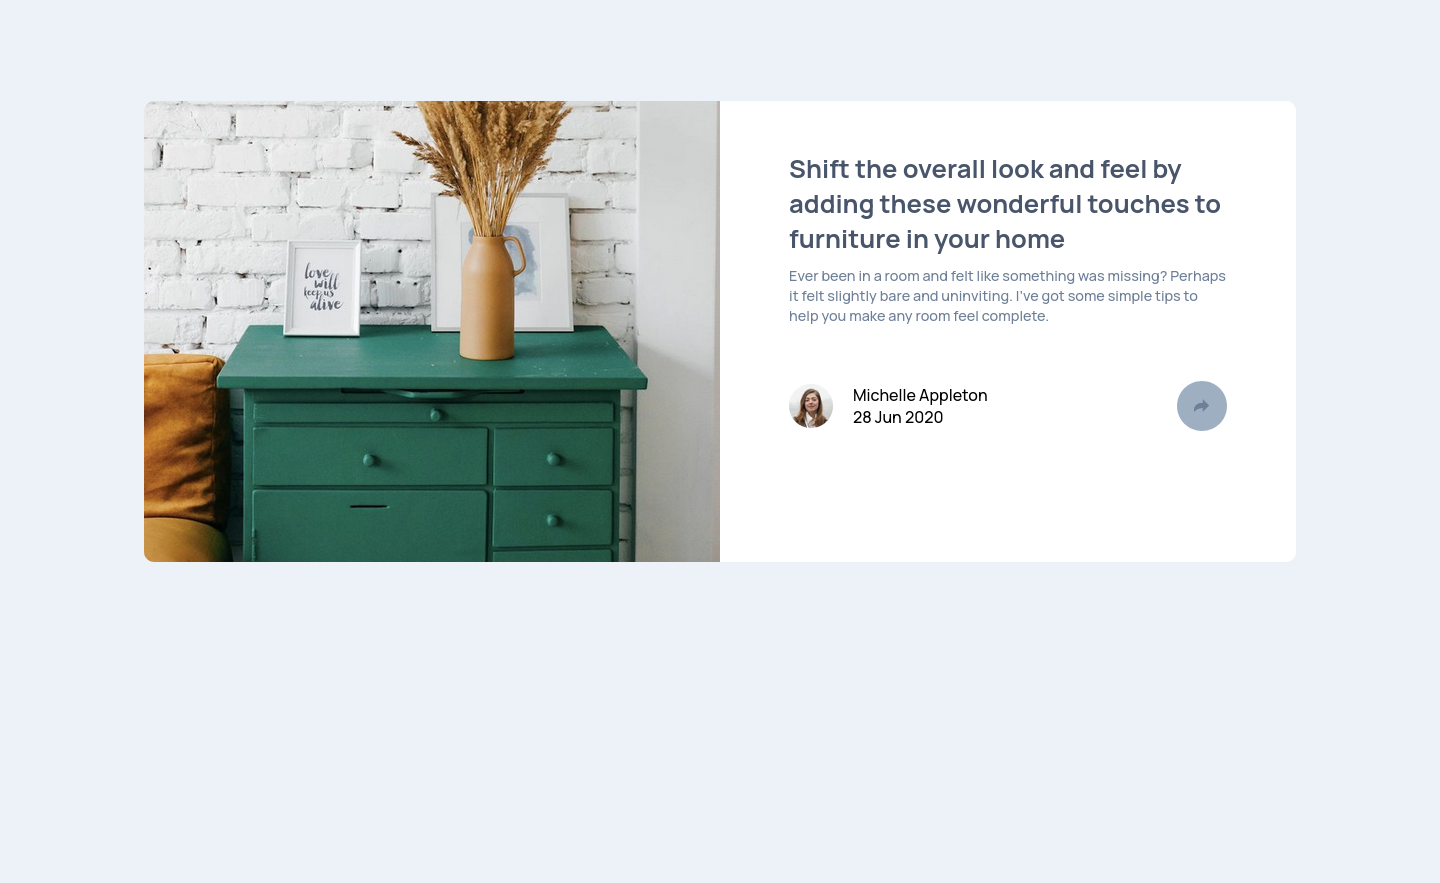 love
will
keep us
alive
Shift the overall look and feel by
adding these wonderful touches to
furniture in your home
Ever been in a room and felt like something was missing? Perhaps
it felt slightly bare and uninviting. I've got some simple tips to
help you make any room feel complete.
Michelle Appleton
28 Jun 2020